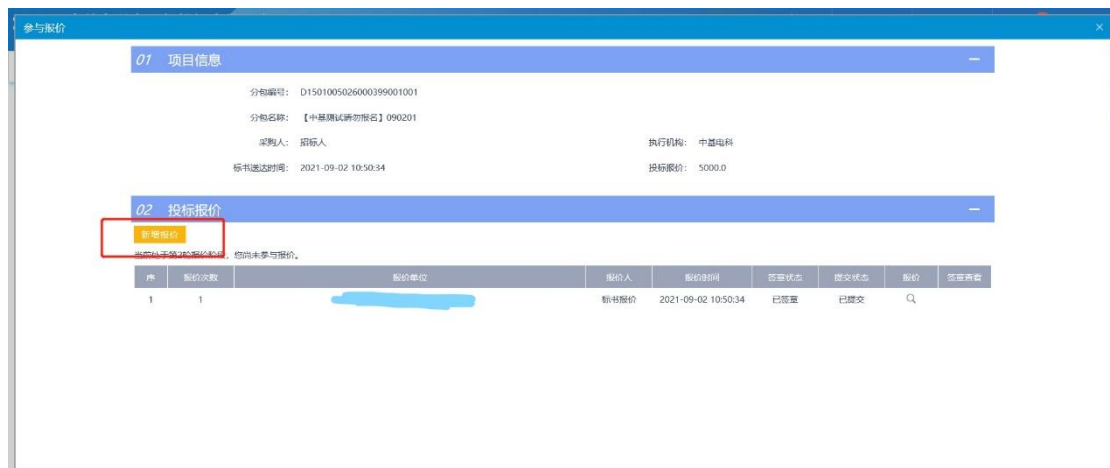 参与报价
01 项目信息
分包编号： D1501005026000399001001
分包名称： 【中基测试请勿报名】090201
采购人： 招标人 执行机构： 中基电科
标书送达时间： 2021-09-02 10:50:34 投标报价： 5000.0
02 投标报价
新增报价
当前处于第2轮报价阶段，您尚未参与报价。
序 报价次数 报价单位 报价人 报价时间 签章状态 提交状态 报价 签章查看
1 1 标书报价 2021-09-02 10:50:34 已签章 已提交